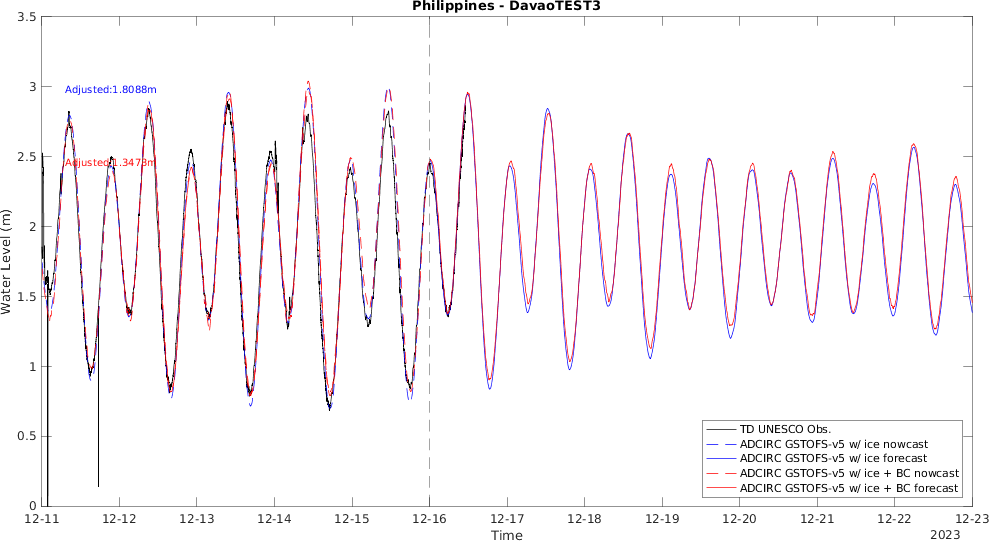 Philippines - DavaoTEST3
3.5
3
2.5
2
1.5
1
0.5
0
Water Level (m)
Adjusted:1.8088m
Adjusted:1.3473m
TD UNESCO Obs.
ADCIRC GSTOFS-v5 w/ ice nowcast
ADCIRC GSTOFS-v5 w/ ice forecast
ADCIRC GSTOFS-v5 w/ ice + BC nowcast
ADCIRC GSTOFS-v5 w/ ice + BC forecast
12-11 12-12 12-13 12-14 12-15 12-16 12-17 12-18 12-19 12-20 12-21 12-22 12-23
Time
2023